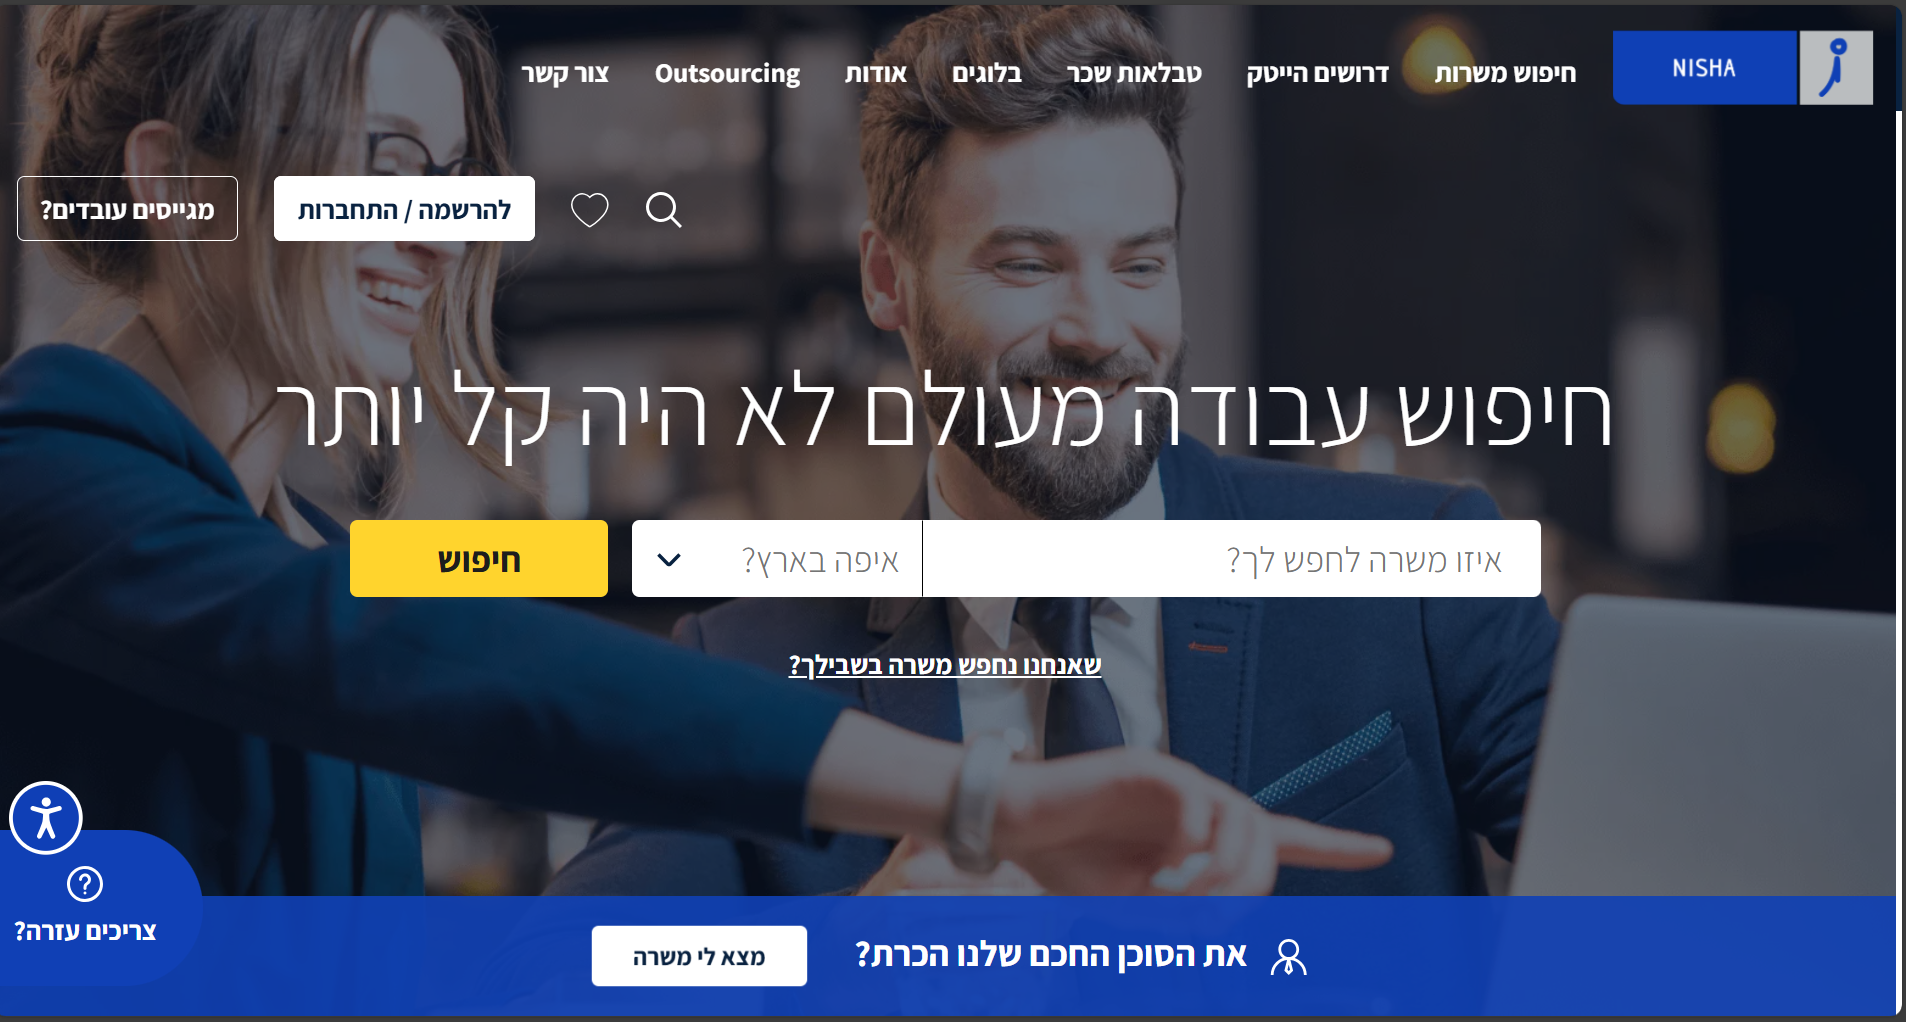 NISHA
חיפוש משרות
דרושים הייטק
טבלאות שכר
בלוגים
אודות
Outsourcing
צור קשר
להרשמה / התחברות
מגייסים עובדים?
חיפוש עבודה מעולם לא היה קל יותר
איזו משרה לחפש לך?
איפה בארץ?
חיפוש
שאנחנו נחפש משרה בשבילך?
צריכים עזרה?
את הסוכן החכם שלנו הכרת?
מצא לי משרה